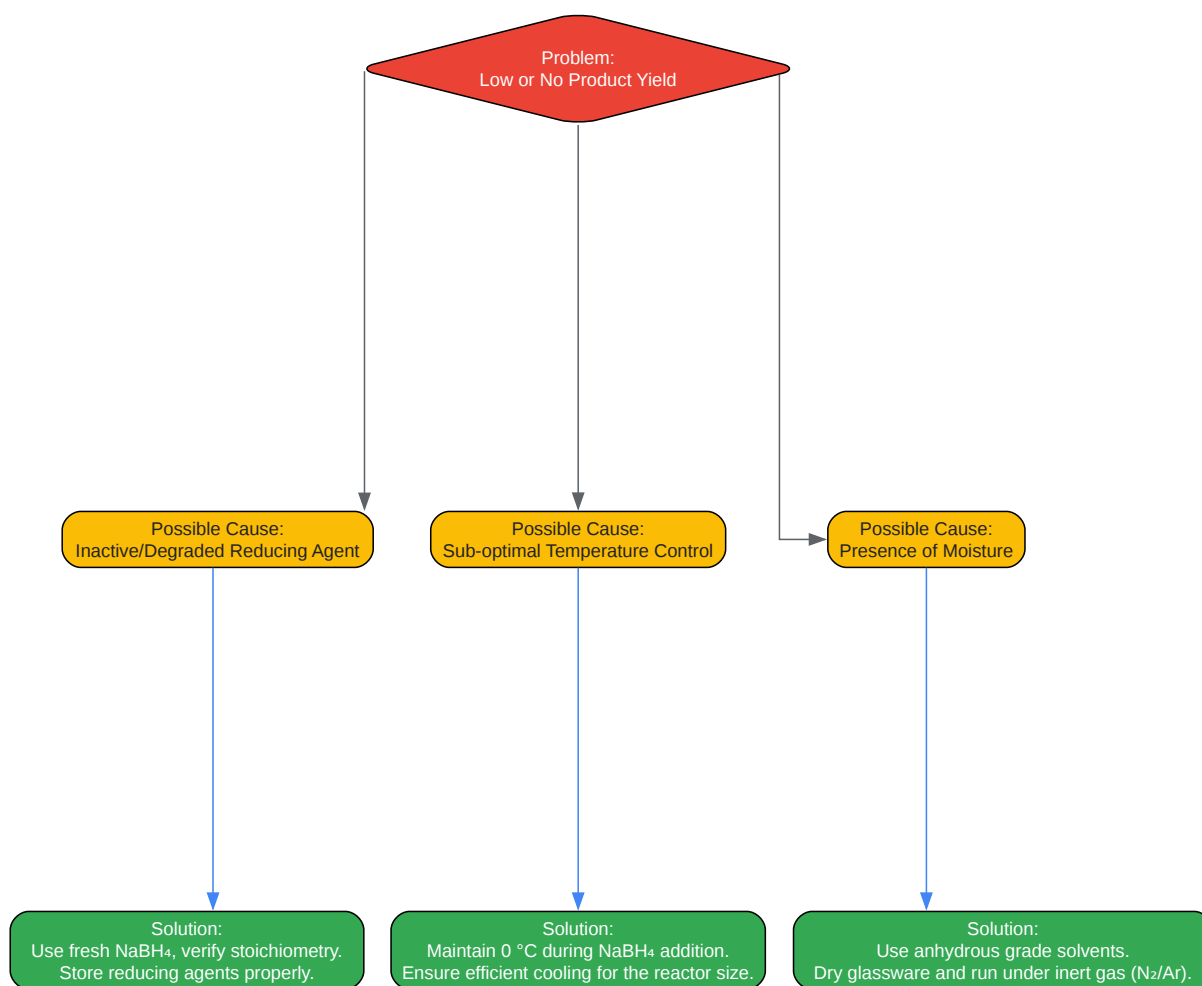 Problem:
Low or No Product Yield
Possible Cause:
Inactive/Degraded Reducing Agent
Possible Cause:
Sub-optimal Temperature Control
Possible Cause:
Presence of Moisture
Solution:
Use fresh NaBH₄, verify stoichiometry.
Store reducing agents properly.
Solution:
Maintain 0 °C during NaBH₄ addition.
Ensure efficient cooling for the reactor size.
Solution:
Use anhydrous grade solvents.
Dry glassware and run under inert gas (N₂/Ar).